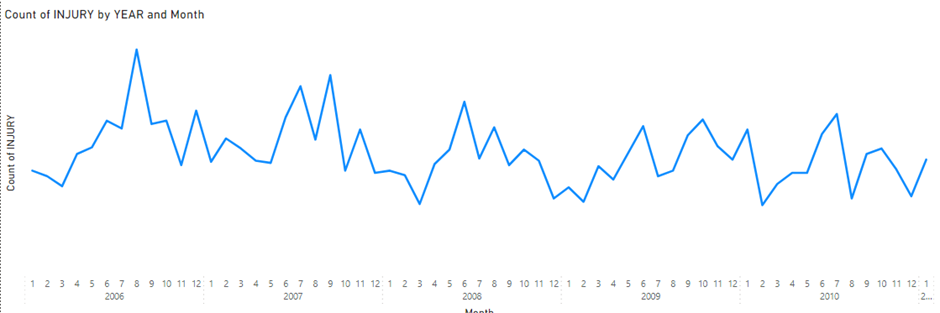 Count of INJURY by YEAR and Month
Count of INJURY
1 2 3 4 5 6 7 8 9 10 11 12 1 2 3 4 5 6 7 8 9 10 11 12 1 2 3 4 5 6 7 8 9 10 11 12 1 2 3 4 5 6 7 8 9 10 11 12 1 2 3 4 5 6 7 8 9 10 11 12 1
2006 2007 2008 2009 2010 2...
Month